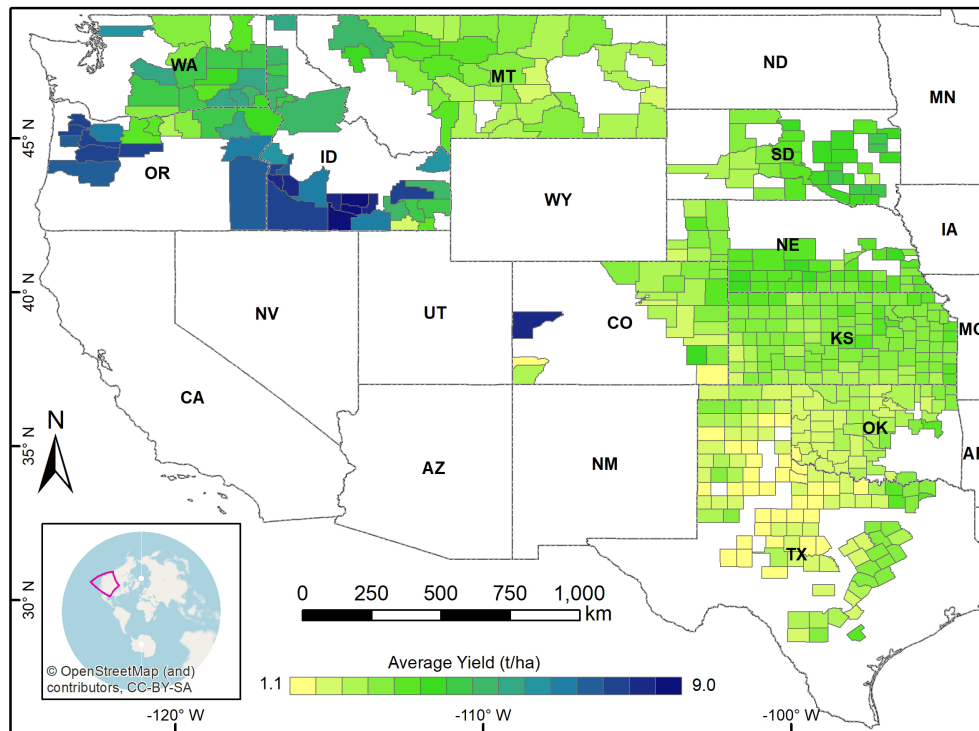 WA
MT
ND
MN
45° N
OR
ID
SD
WY
IA
NE
40° N
NV
UT
CO
KS
MO
CA
OK
35° N
N
AZ
NM
AR
TX
30° N
0 250 500 750 1,000
km
© OpenStreetMap (and)
contributors, CC-BY-SA
Average Yield (t/ha)
1.1 9.0
-120° W -110° W -100° W